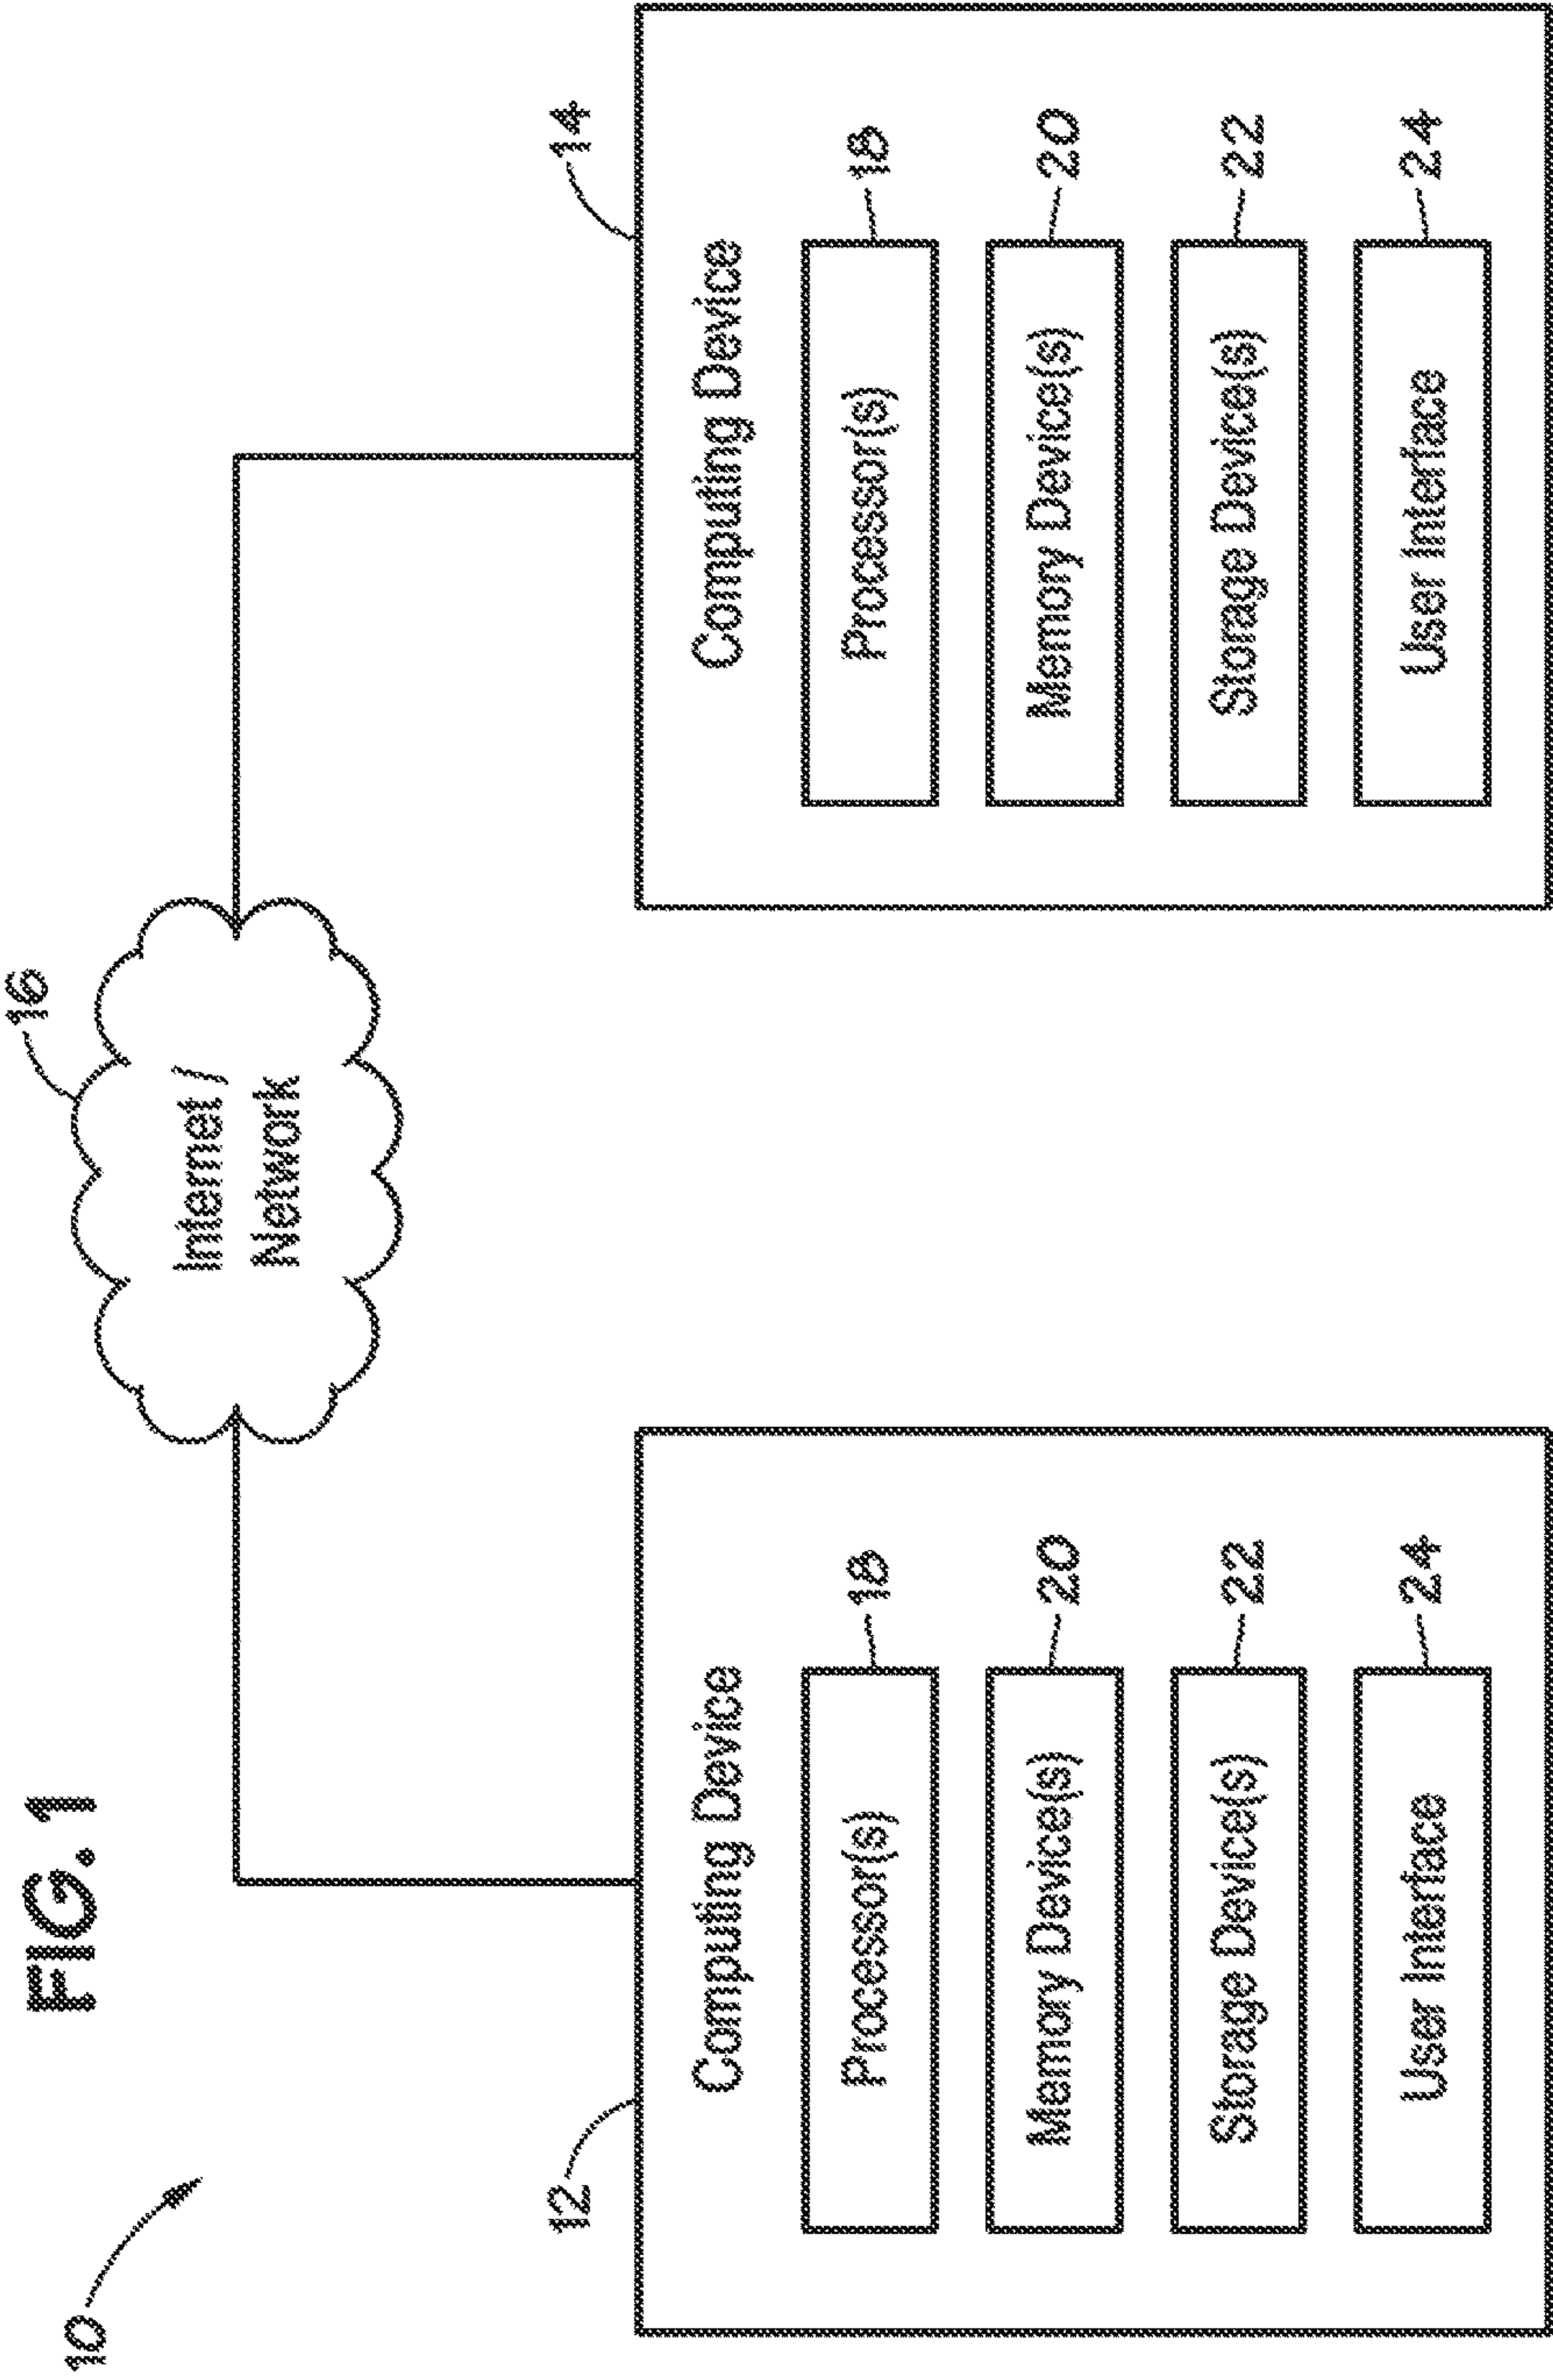 FIG. 1
10
16
Internet /
Network
12
Computing Device
Processor(s)
18
Memory Device(s)
20
Storage Device(s)
22
User Interface
24
14
Computing Device
Processor(s)
18
Memory Device(s)
20
Storage Device(s)
22
User Interface
24